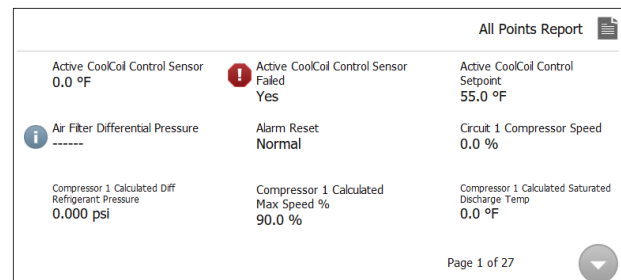 All Points Report
Active CoolCoil Control Sensor
0.0 ºF
Active CoolCoil Control Sensor
Failed
Yes
Active CoolCoil Control
Setpoint
55.0 ºF
Air Filter Differential Pressure
------
Alarm Reset
Normal
Circuit 1 Compressor Speed
0.0 %
Compressor 1 Calculated Diff
Refrigerant Pressure
0.000 psi
Compressor 1 Calculated
Max Speed %
90.0 %
Compressor 1 Calculated Saturated
Discharge Temp
0.0 ºF
Page 1 of 27